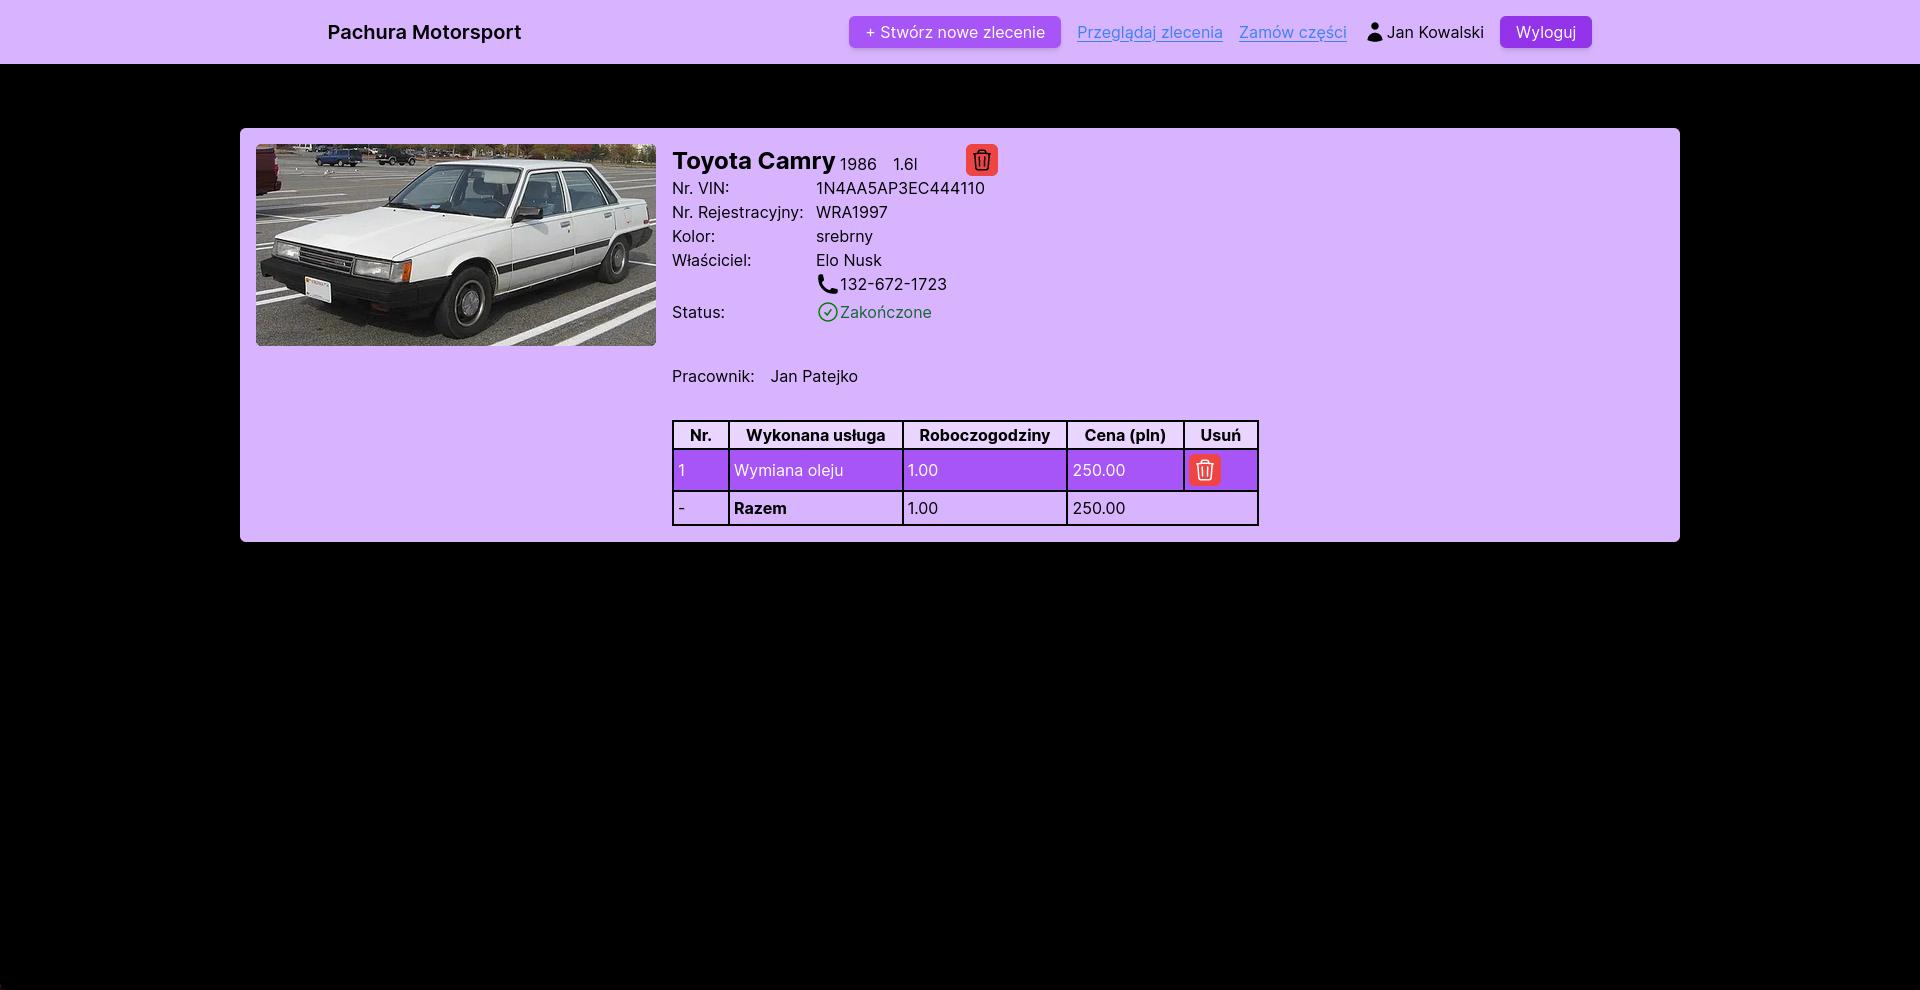 Pachura Motorsport
+ Stwórz nowe zlecenie Przeglądaj zlecenia Zamów części Jan Kowalski Wyloguj
Toyota Camry 1986 1.6l
Nr. VIN: 1N4AA5AP3EC444110
Nr. Rejestracyjny: WRA1997
Kolor: srebrny
Właściciel: Elo Nusk
132-672-1723
Status: Zakończone
Pracownik: Jan Patejko
Nr. Wykonana usługa Roboczogodziny Cena (pln) Usuń
1 Wymiana oleju 1.00 250.00
- Razem 1.00 250.00